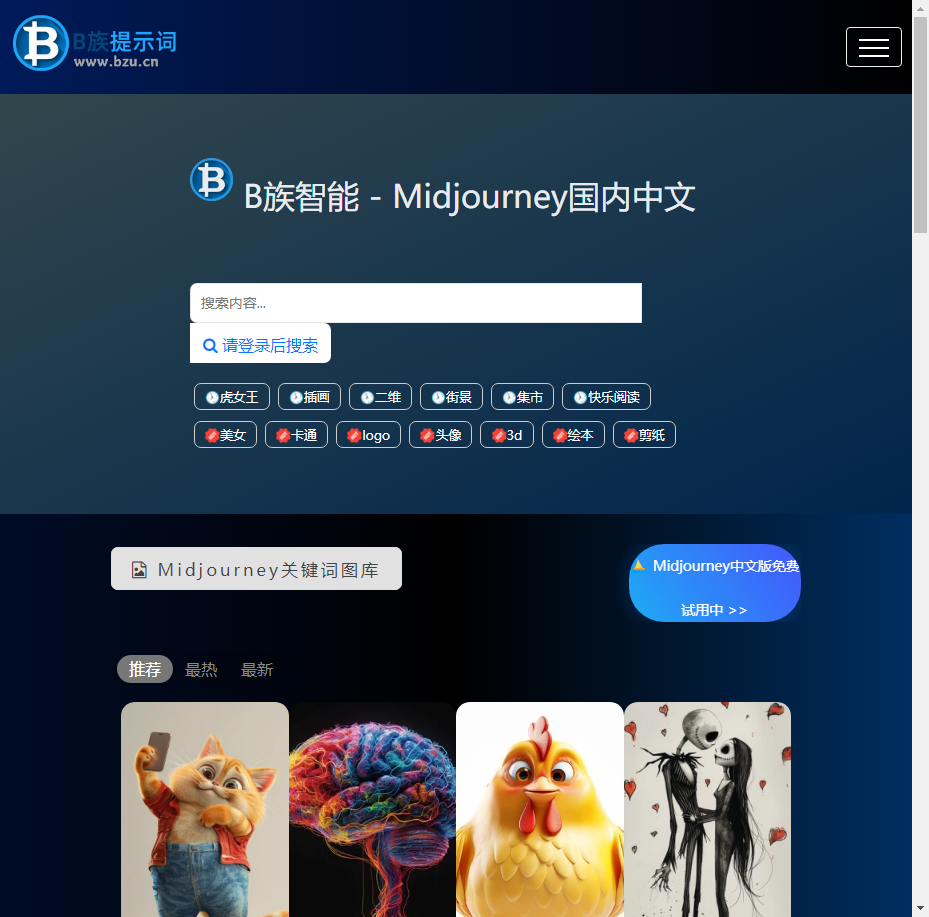 B族提示词
www.bzu.cn
B族智能 - Midjourney国内中文
搜索内容...
请登录后搜索
虎女王 插画 二维 街景 集市 快乐阅读
美女 卡通 logo 头像 3d 绘本 剪纸
Midjourney关键词图库
Midjourney中文版免费
试用中 >>
推荐 最热 最新